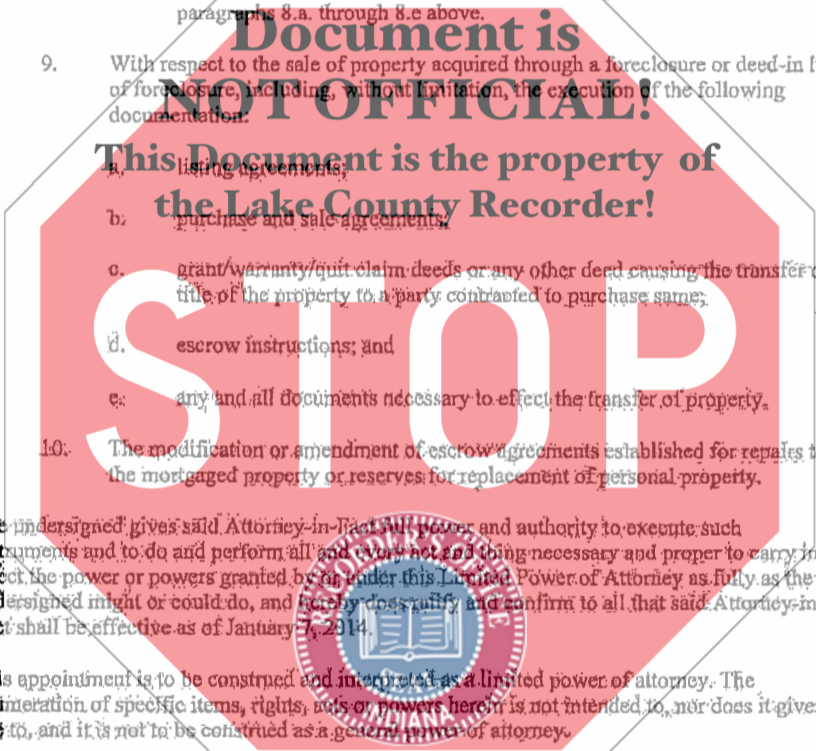 paragraphs 8.a. through 8.e above.
Document is
9. With respect to the sale of property acquired through a foreclosure or deed-in
of foreclosure, including, without limitation, the execution of the following
NOT OFFICIAL!
documentation:
This Document is the property of
a. listing agreements;
the Lake County Recorder!
b. purchase and sale agreements;
c. grant/warranty/quit claim deeds or any other deed causing the transfer
title of the property to a party contracted to purchase same;
STOP
d. escrow instructions; and
e. any and all documents necessary to effect the transfer of property.
10. The modification or amendment of escrow agreements established for repairs
the mortgaged property or reserves for replacement of personal property.
undersigned gives said Attorney-in-Fact full power and authority to execute such
truments and to do and perform all and every act and thing necessary and proper to carry in
ect the power or powers granted by or under this Limited Power of Attorney as fully as the
dersigned might or could do, and hereby does ratify and confirm to all that said Attorney-in
t shall be effective as of January 7, 2014.
RECORDER'S OFFICE
s appointment is to be construed and interpreted as a limited power of attorney. The
meration of specific items, rights, acts or powers herein is not intended to, nor does it give
to, and it is not to be construed as a general power of attorney.
INDIANA